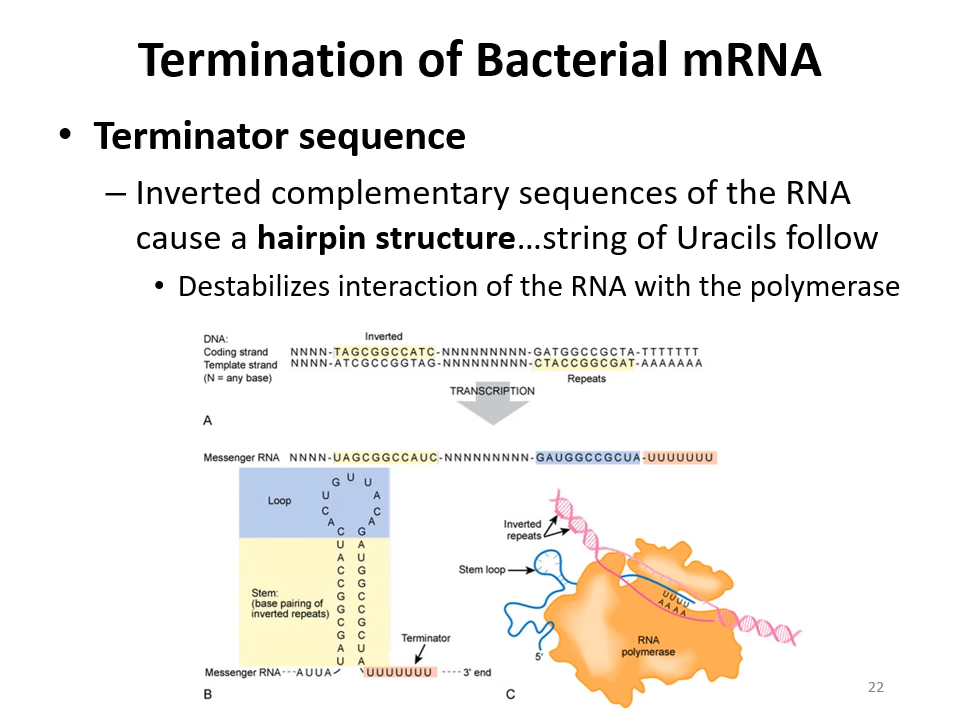 Termination of Bacterial mRNA
• Terminator sequence
– Inverted complementary sequences of the RNA
cause a hairpin structure…string of Uracils follow
• Destabilizes interaction of the RNA with the polymerase
DNA:
Inverted
Coding strand NNNN-TAGCGGCCATC-NNNNNNNNN-GATGGCCGCTA-TTTTTTT
Template strand NNNN-ATCGCCGGTAG-NNNNNNNNN-CTACCGGCGAT-AAAAAAA
(N = any base)
Repeats
TRANSCRIPTION
A
Messenger RNA NNNN-UAGCGGCCAUC-NNNNNNNNN-GAUGGCCGCUA-UUUUUUU
Loop
G U U
U A
C C
A A
C G
U A
A U
C G
C G
G C
G C
C G
G C
A U
U A
Stem:
(base pairing of
inverted repeats)
Terminator
Messenger RNA---AUUA UUUUUUU ---- 3' end
B
Inverted
repeats
Stem loop
UUUU
AAAA
RNA
polymerase
5'
C
22